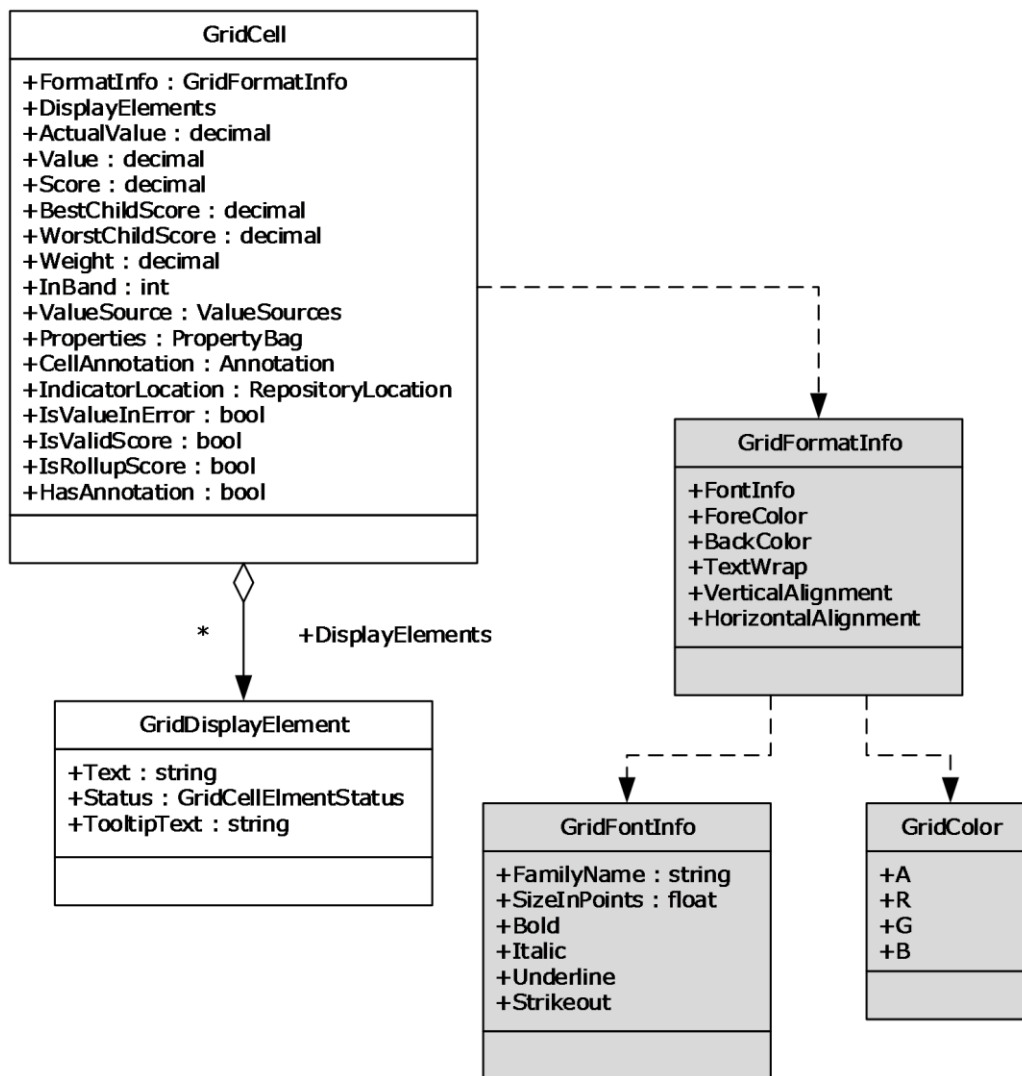 GridCell
+FormatInfo : GridFormatInfo
+DisplayElements
+ActualValue : decimal
+Value : decimal
+Score : decimal
+BestChildScore : decimal
+WorstChildScore : decimal
+Weight : decimal
+InBand : int
+ValueSource : ValueSources
+Properties : PropertyBag
+CellAnnotation : Annotation
+IndicatorLocation : RepositoryLocation
+IsValueInError : bool
+IsValidScore : bool
+IsRollupScore : bool
+HasAnnotation : bool
* +DisplayElements
GridFormatInfo
+FontInfo
+ForeColor
+BackColor
+TextWrap
+VerticalAlignment
+HorizontalAlignment
GridDisplayElement
+Text : string
+Status : GridCellElmentStatus
+TooltipText : string
GridFontInfo
+FamilyName : string
+SizeInPoints : float
+Bold
+Italic
+Underline
+Strikeout
GridColor
+A
+R
+G
+B